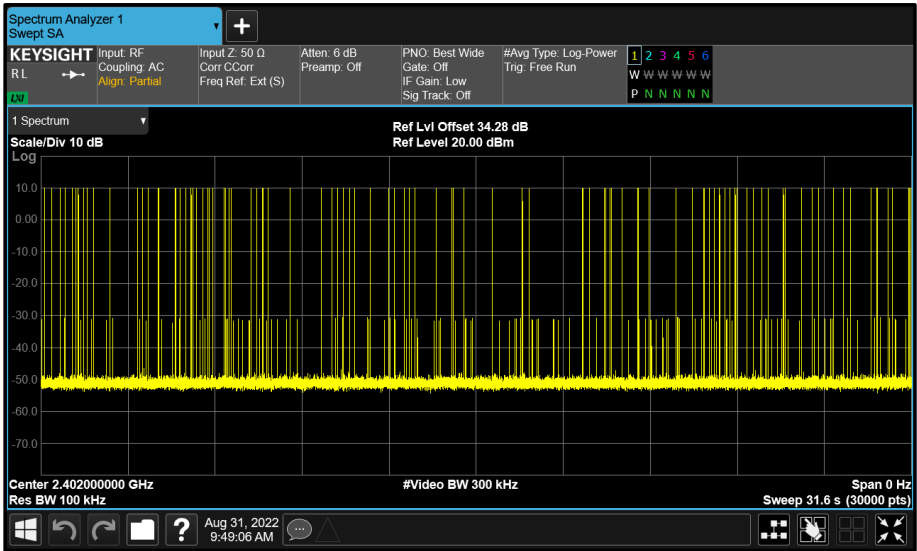 Spectrum Analyzer 1
Swept SA
+
KEYSIGHT
R L
LXI
Input: RF
Coupling: AC
Align: Partial
Input Z: 50 Ω
Corr CCorr
Freq Ref: Ext (S)
Atten: 6 dB
Preamp: Off
PNO: Best Wide
Gate: Off
IF Gain: Low
Sig Track: Off
#Avg Type: Log-Power
Trig: Free Run
1 2 3 4 5 6
W W W W W W
P N N N N N
1 Spectrum
Scale/Div 10 dB
Ref Lvl Offset 34.28 dB
Ref Level 20.00 dBm
Log
10.0
0.00
-10.0
-20.0
-30.0
-40.0
-50.0
-60.0
-70.0
Center 2.402000000 GHz
#Video BW 300 kHz
Span 0 Hz
Res BW 100 kHz
Sweep 31.6 s (30000 pts)
?
Aug 31, 2022
9:49:06 AM